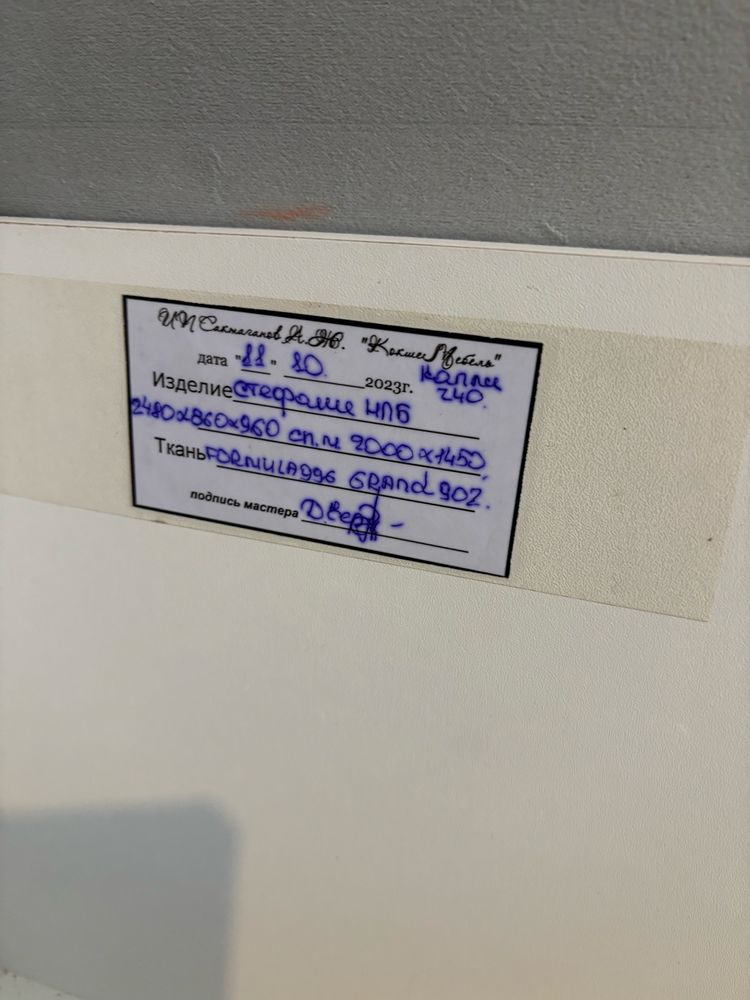 ИП Сакмаганов А.Ж. "Кокше Мебель"
дата "11" 10. 2023г. Капли 240.
Изделие Стефание НПБ
2480х860х960 сп.м 2000х1450.
Ткань FORMULA 996 GRANd 902.
подпись мастера